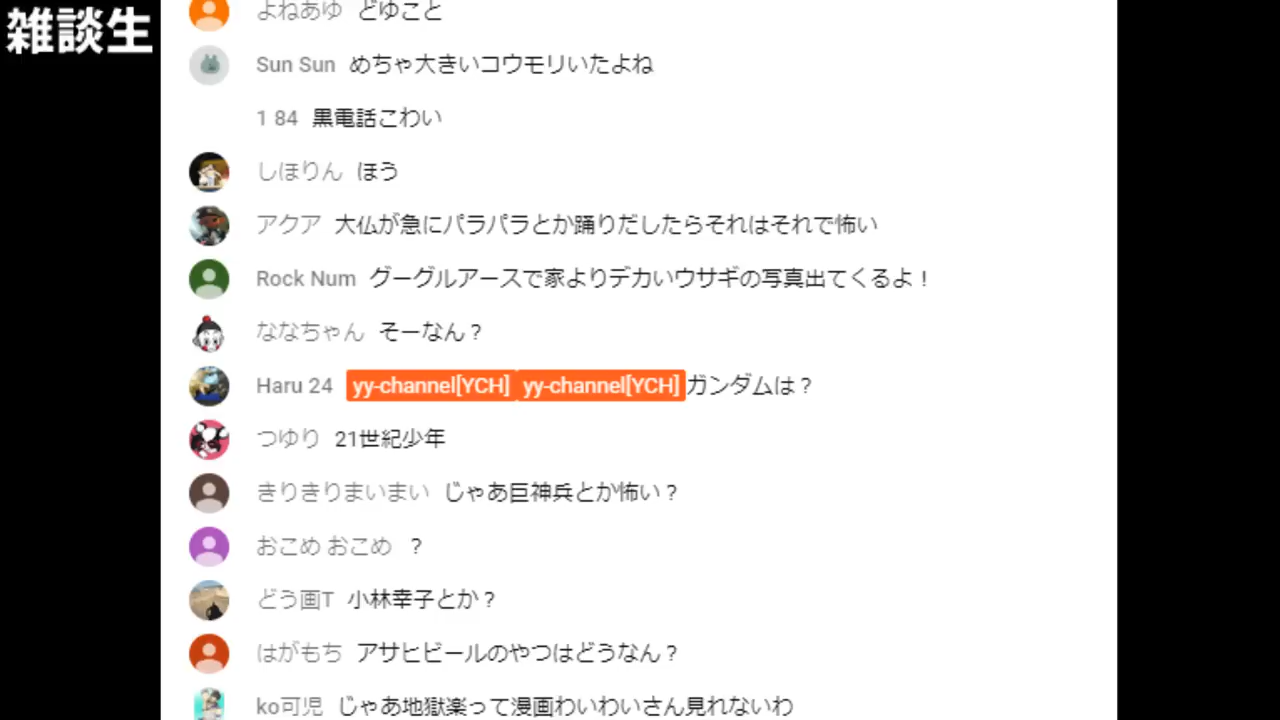 雑談生
よねあゆ どゆこと
Sun Sun めちゃ大きいコウモリいたよね
1 84 黒電話こわい
しほりん ほう
アクア 大仏が急にパラパラとか踊りだしたらそれはそれで怖い
Rock Num グーグルアースで家よりデカいウサギの写真出てくるよ！
ななちゃん そーなん？
Haru 24 yy-channel[YCH] yy-channel[YCH]ガンダムは？
つゆり 21世紀少年
きりきりまいまい じゃあ巨神兵とか怖い？
おこめ おこめ ？
どう画T 小林幸子とか？
はがもち アサヒビールのやつはどうなん？
ko可児 じゃあ地獄楽って漫画わいわいさん見れないわ